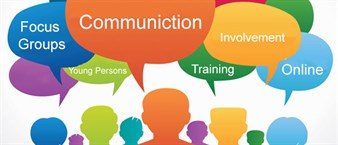 Focus
Groups
Communiction
Involvement
Young Persons
Training
Online